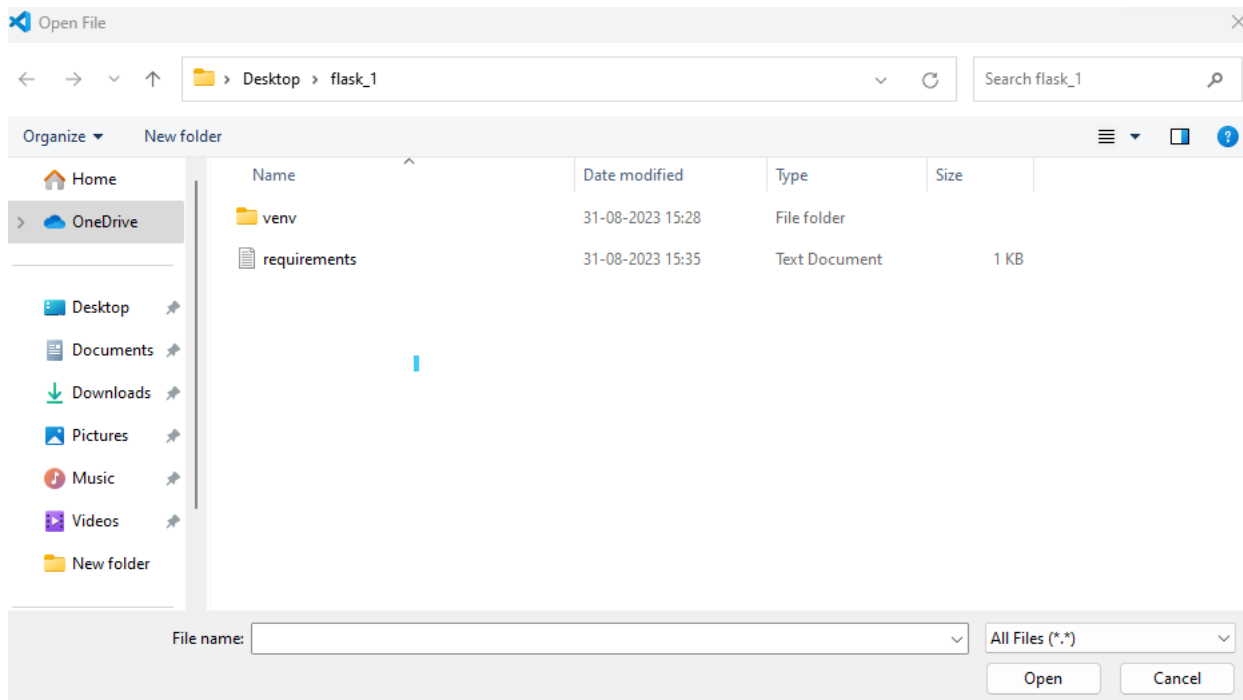 Open File
Desktop > flask_1
Search flask_1
Organize
New folder
Name Date modified Type Size
Home
OneDrive
venv 31-08-2023 15:28 File folder
requirements 31-08-2023 15:35 Text Document 1 KB
Desktop
Documents
Downloads
Pictures
Music
Videos
New folder
File name:
All Files (*.*)
Open Cancel